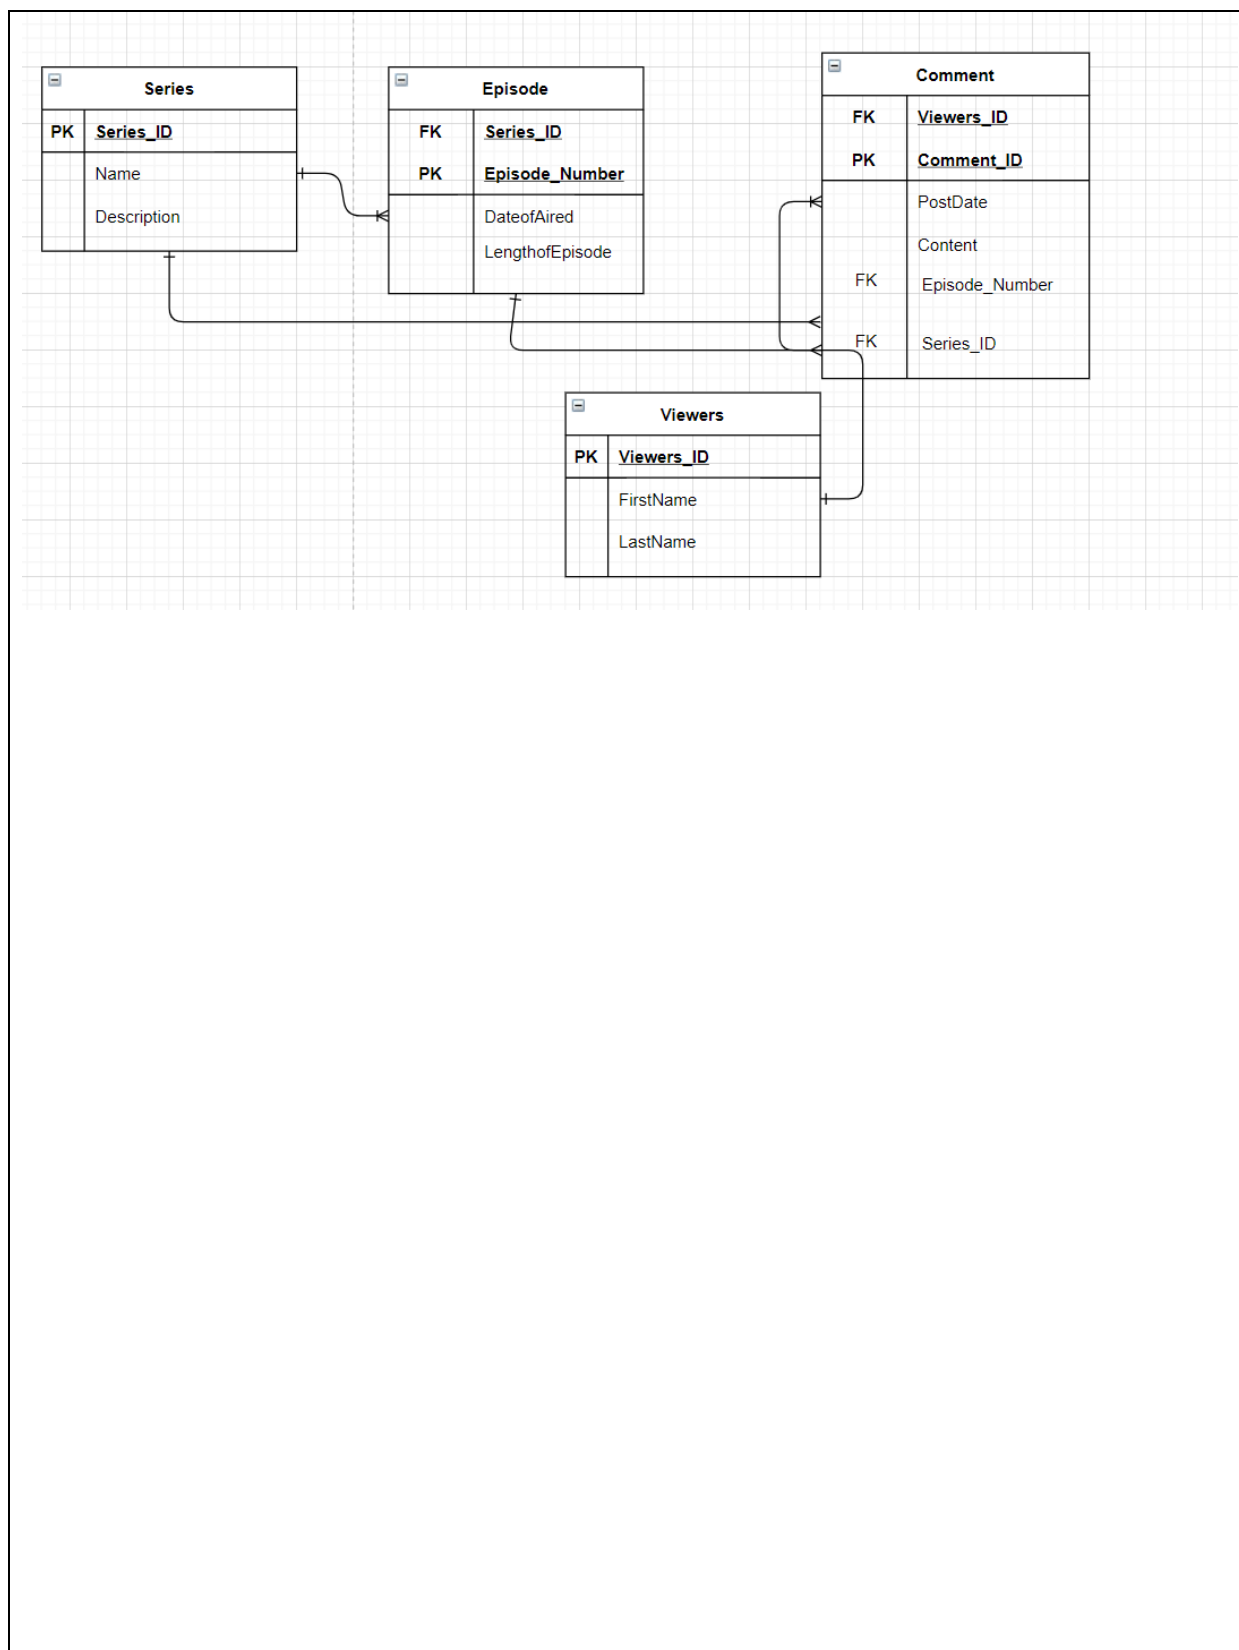 Series
PK Series_ID
Name
Description
Episode
FK Series_ID
PK Episode_Number
DateofAired
LengthofEpisode
Comment
FK Viewers_ID
PK Comment_ID
PostDate
Content
FK Episode_Number
FK Series_ID
Viewers
PK Viewers_ID
FirstName
LastName